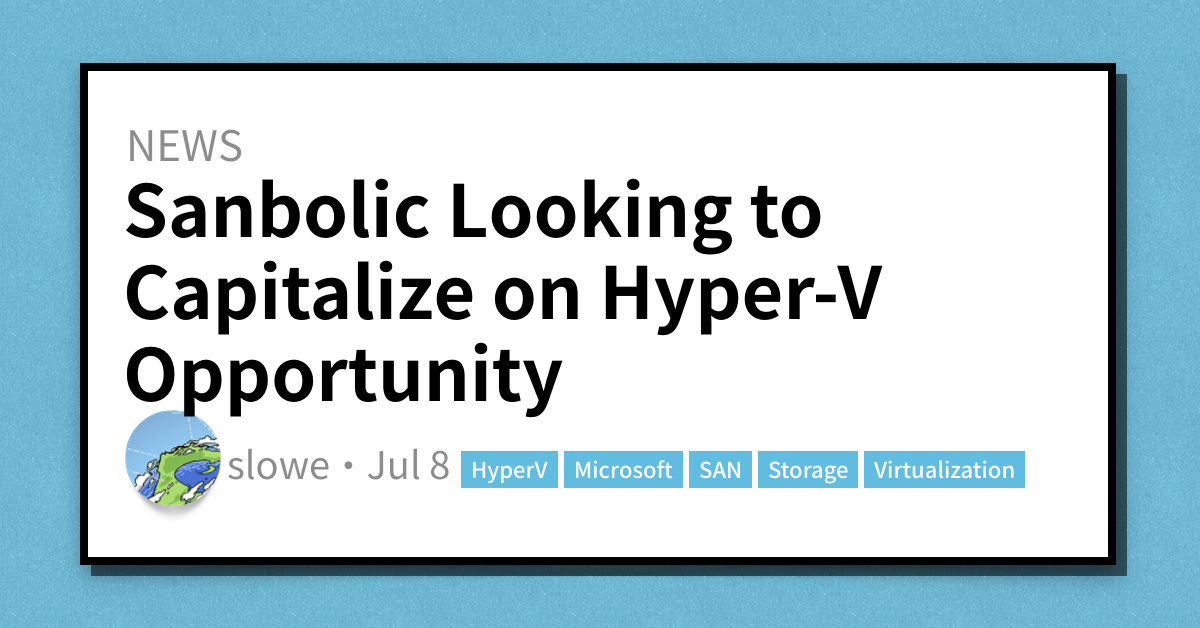 NEWS
Sanbolic Looking to
Capitalize on Hyper-V
Opportunity
slowe • Jul 8 HyperV Microsoft SAN Storage Virtualization